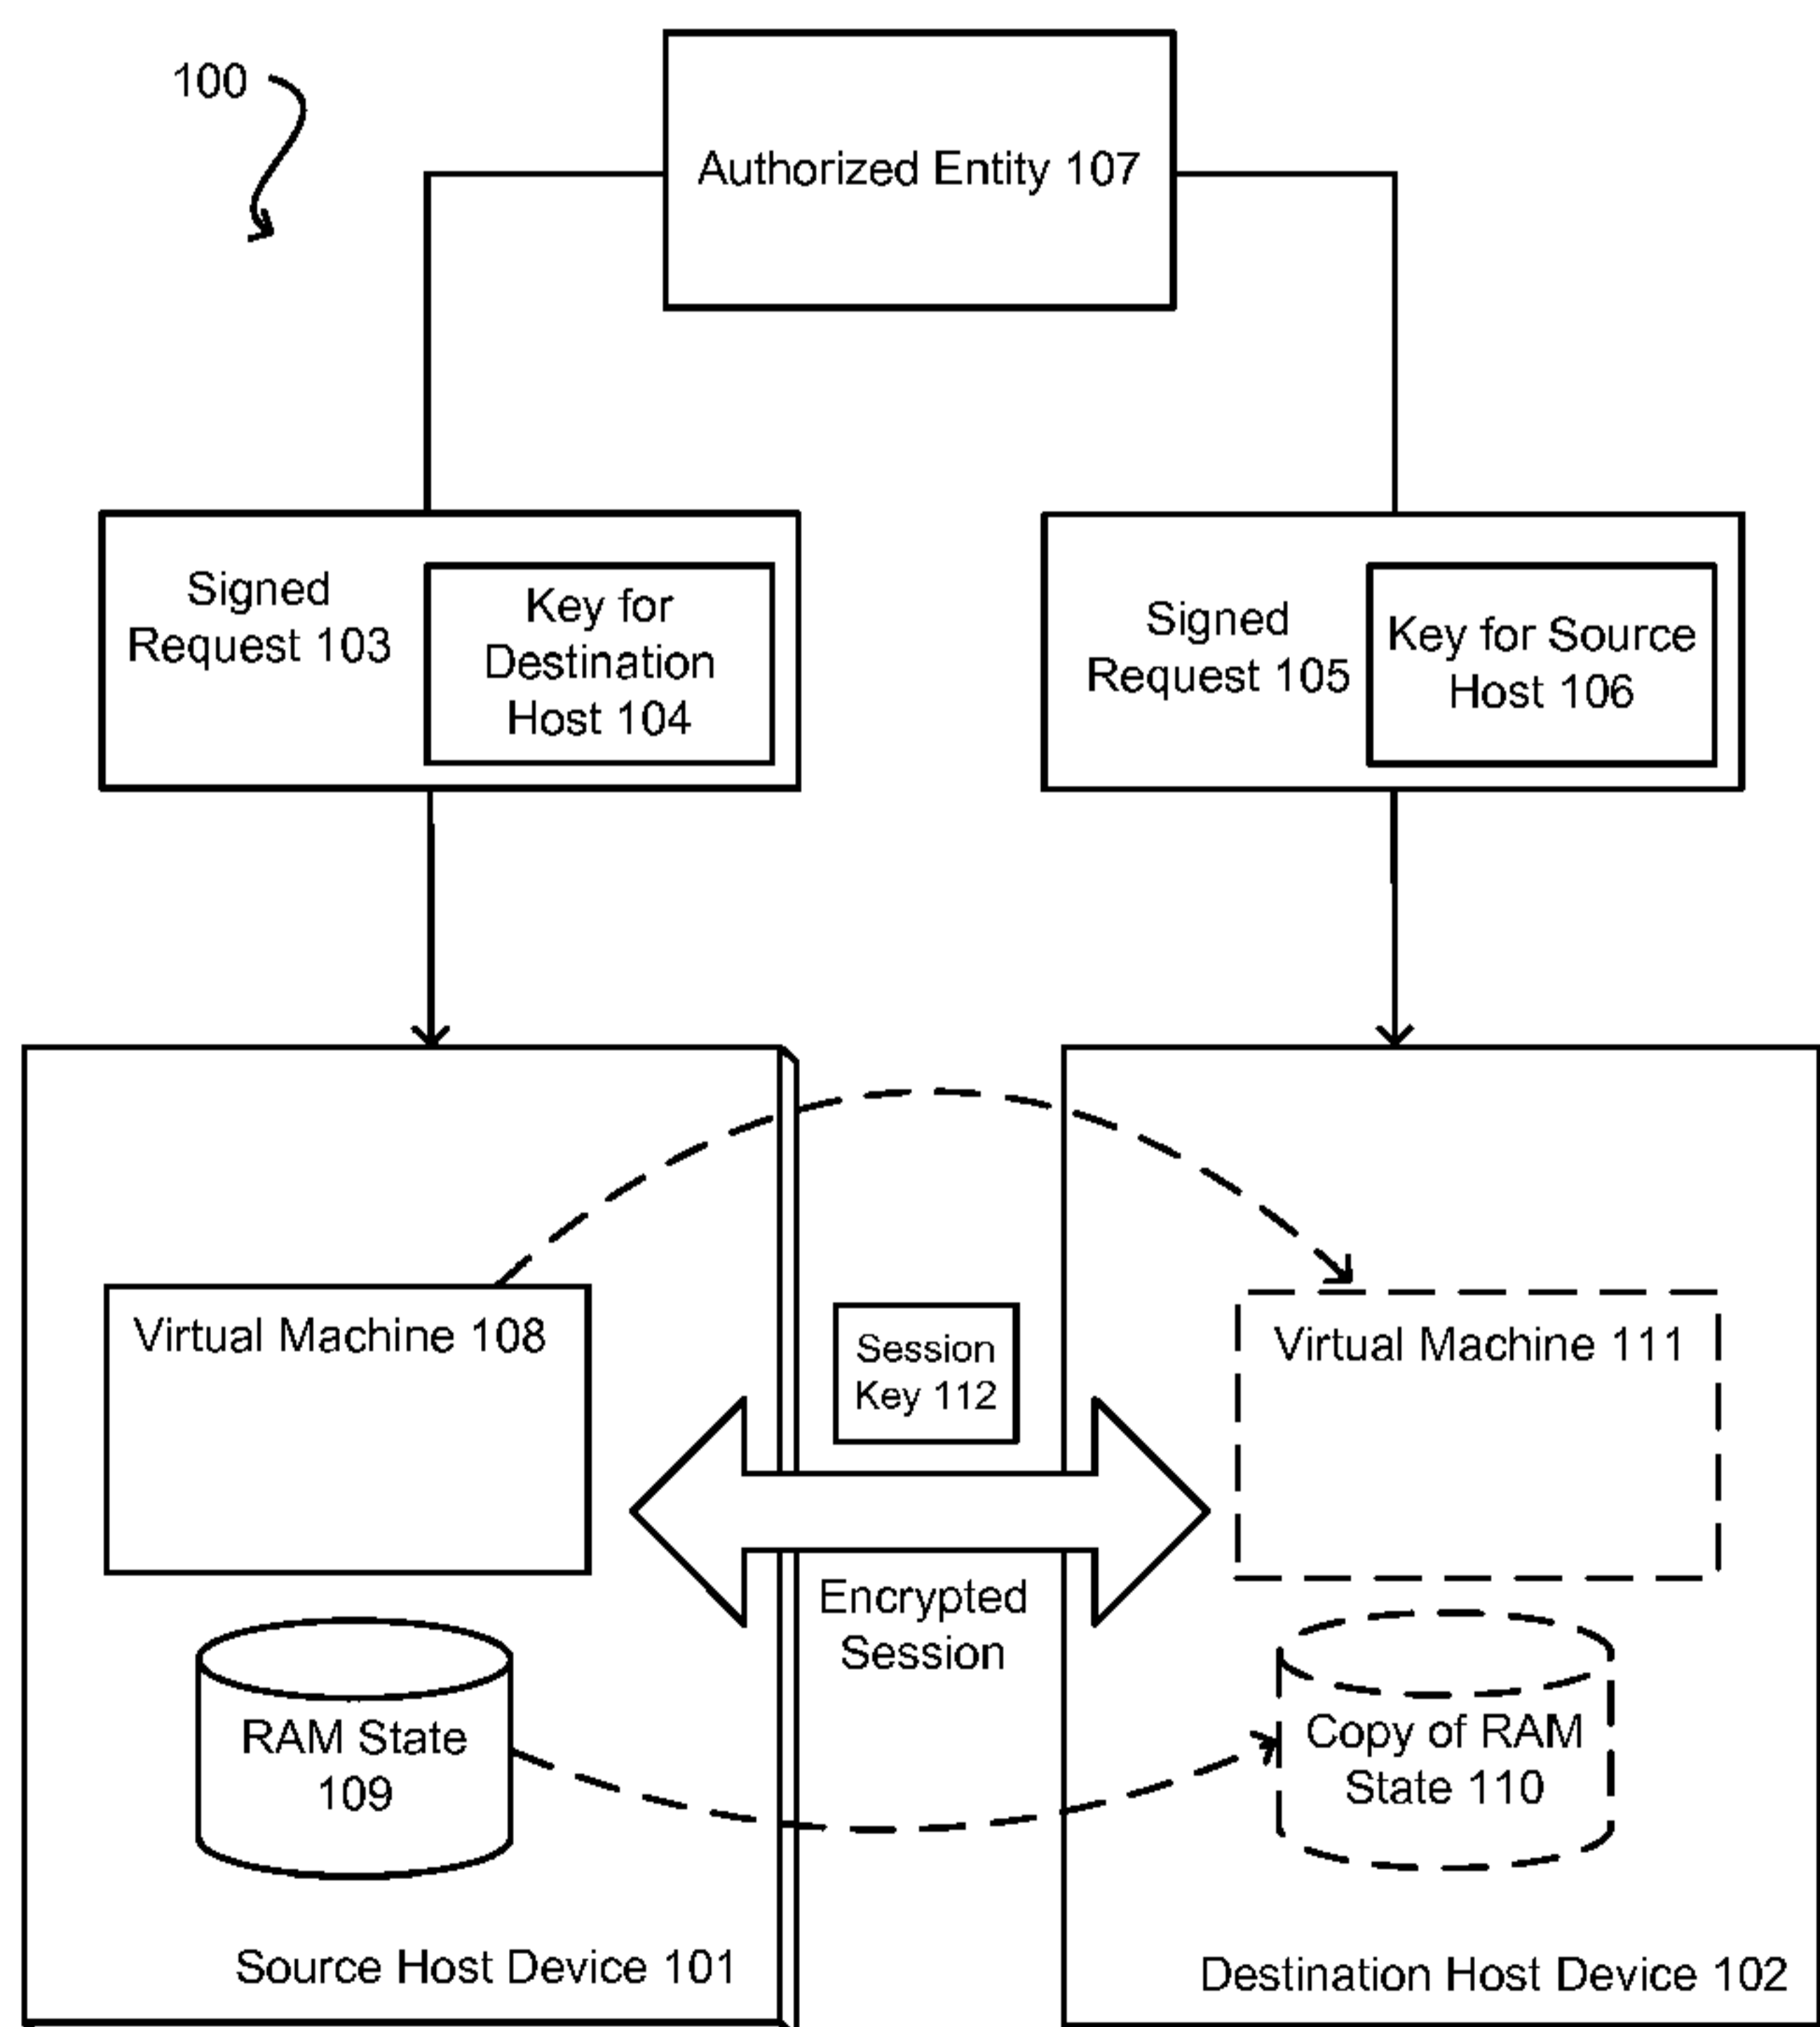 100
Authorized Entity 107
Signed
Request 103
Key for
Destination
Host 104
Signed
Request 105
Key for Source
Host 106
Virtual Machine 108
Session
Key 112
Virtual Machine 111
Encrypted
Session
RAM State
109
Copy of RAM
State 110
Source Host Device 101
Destination Host Device 102